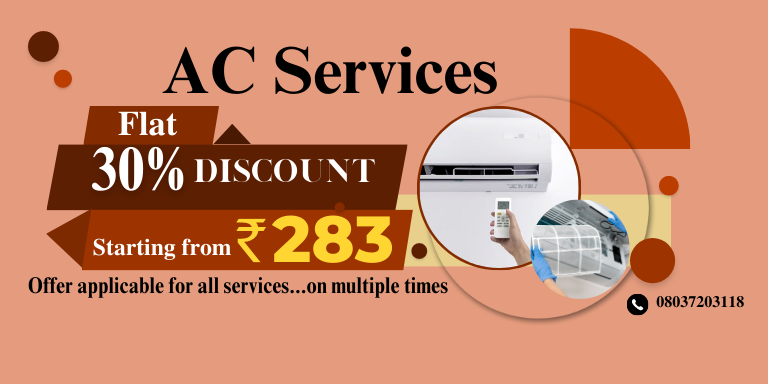 AC Services
Flat
30% DISCOUNT
Starting from ₹283
Offer applicable for all services...on multiple times
08037203118